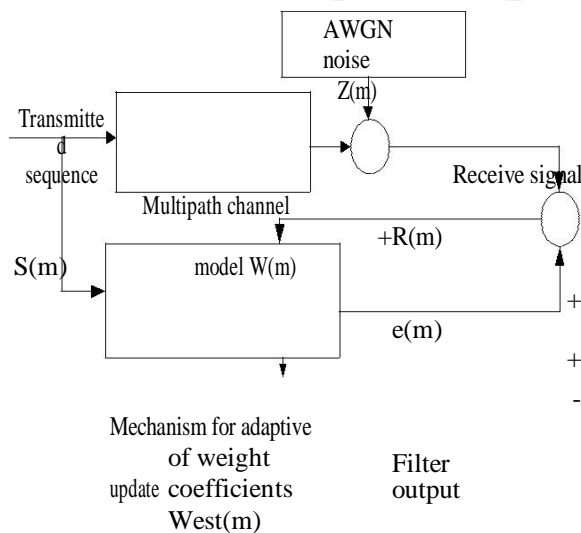 AWGN
noise
Z(m)
Transmitte
d
sequence
Receive signal
Multipath channel
+R(m)
S(m)
model W(m)
e(m)
+
+
-
Mechanism for adaptive
of weight
update coefficients
West(m)
Filter
output